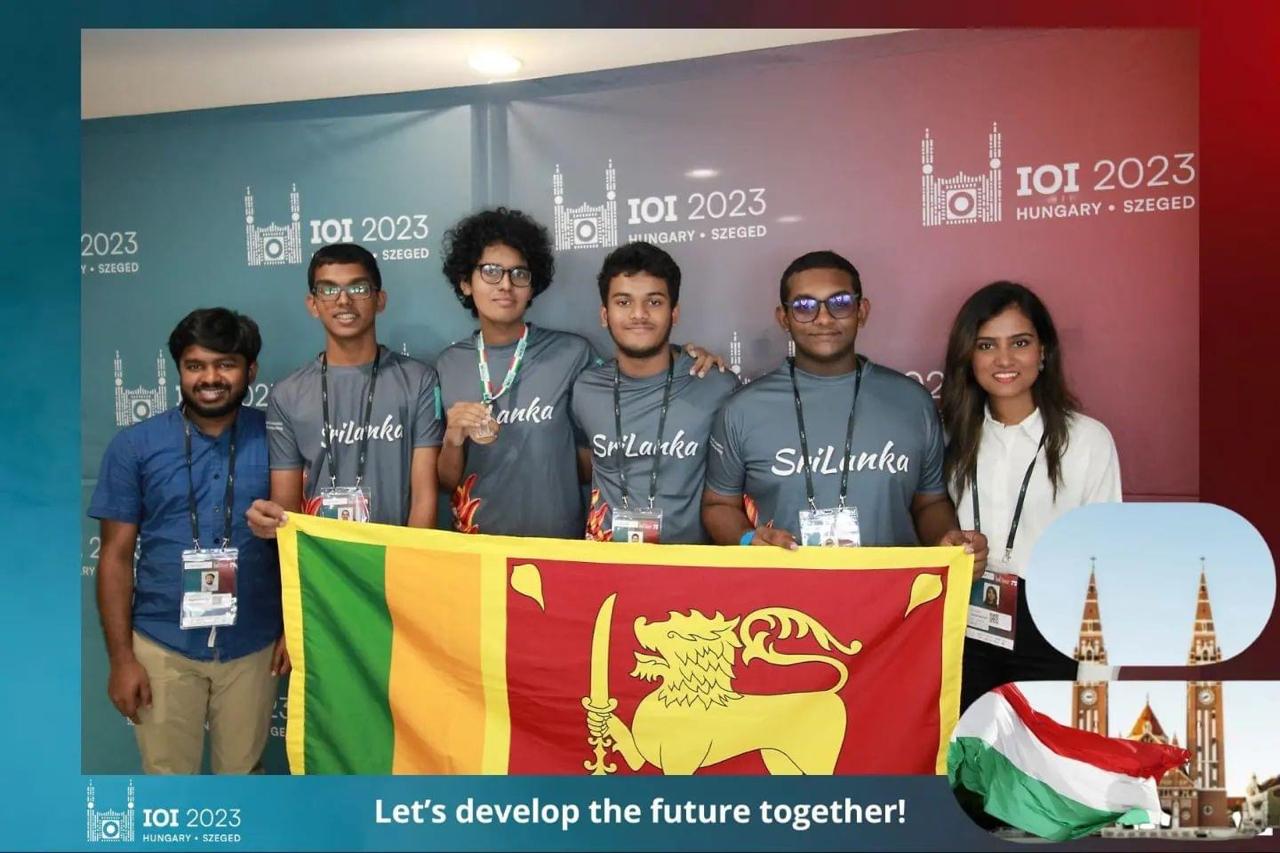 IOI 2023
HUNGARY • SZEGED
IOI 2023
HUNGARY • SZEGED
IOI 2023
• SZEGED
2023
Y • SZEGED
SriLanka
Lanka
SriLanka
SriLanka
IOI 2023
HUNGARY • SZEGED
Let’s develop the future together!